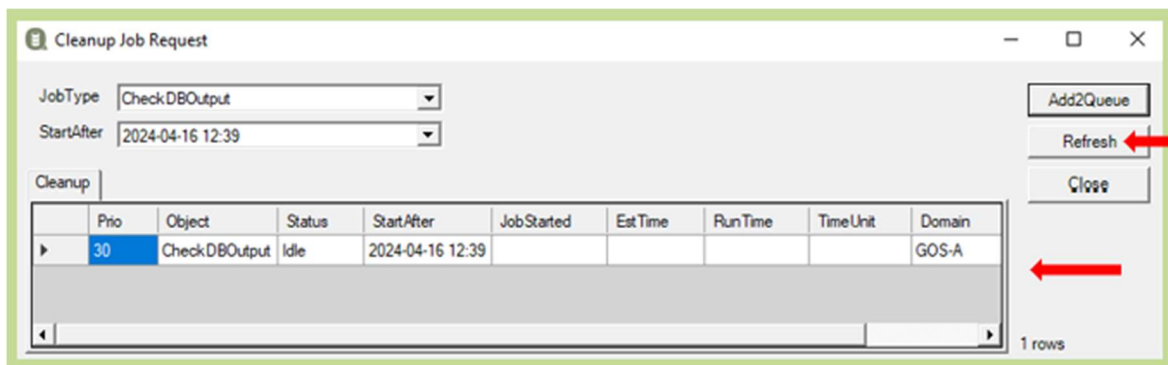 Cleanup Job Request
JobType CheckDBOutput Add2Queue
StartAfter 2024-04-16 12:39 Refresh
Cleanup Close
Prio Object Status StartAfter JobStarted EstTime RunTime TimeUnit Domain
30 CheckDBOutput Idle 2024-04-16 12:39 GOS-A
1 rows